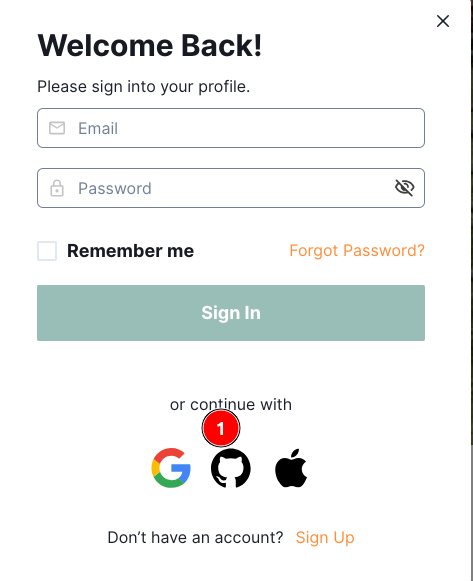 Welcome Back!
Please sign into your profile.
Email
Password
Remember me Forgot Password?
Sign In
or continue with
1
Don’t have an account? Sign Up